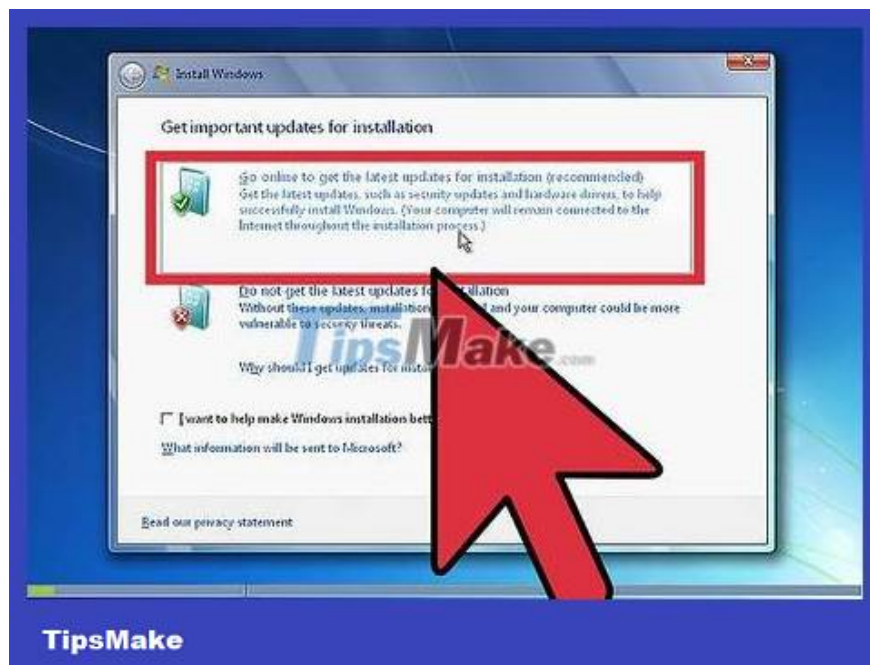 Install Windows
Get important updates for installation
Go online to get the latest updates for installation (recommended)
Get the latest updates, such as security updates and hardware drivers, to help
successfully install Windows. (Your computer will remain connected to the
Internet throughout the installation process.)
Do not get the latest updates fo llation
Without these updates, installation and your computer could be more
vulnerable to security threats.
TipsMake.com
Why should I get updates for insta
I want to help make Windows installation bett
What information will be sent to Microsoft?
Read our privacy statement
TipsMake